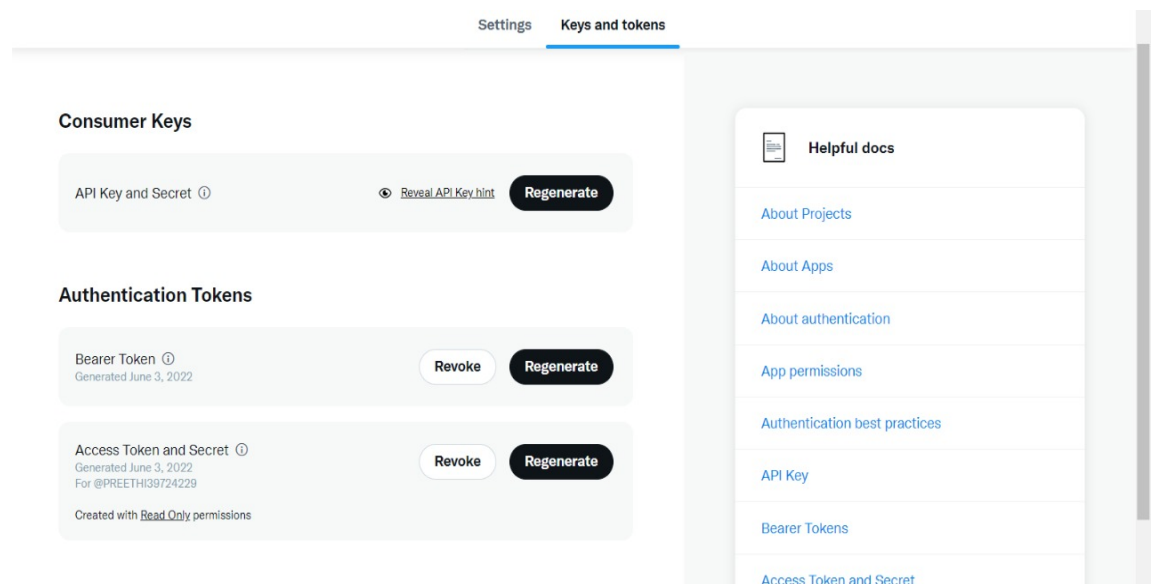 Settings Keys and tokens
Consumer Keys
API Key and Secret
Reveal API Key hint
Regenerate
Authentication Tokens
Bearer Token
Generated June 3, 2022
Revoke
Regenerate
Access Token and Secret
Generated June 3, 2022
For @PREETHI39724229
Created with Read Only permissions
Revoke
Regenerate
Helpful docs
About Projects
About Apps
About authentication
App permissions
Authentication best practices
API Key
Bearer Tokens
Access Token and Secret